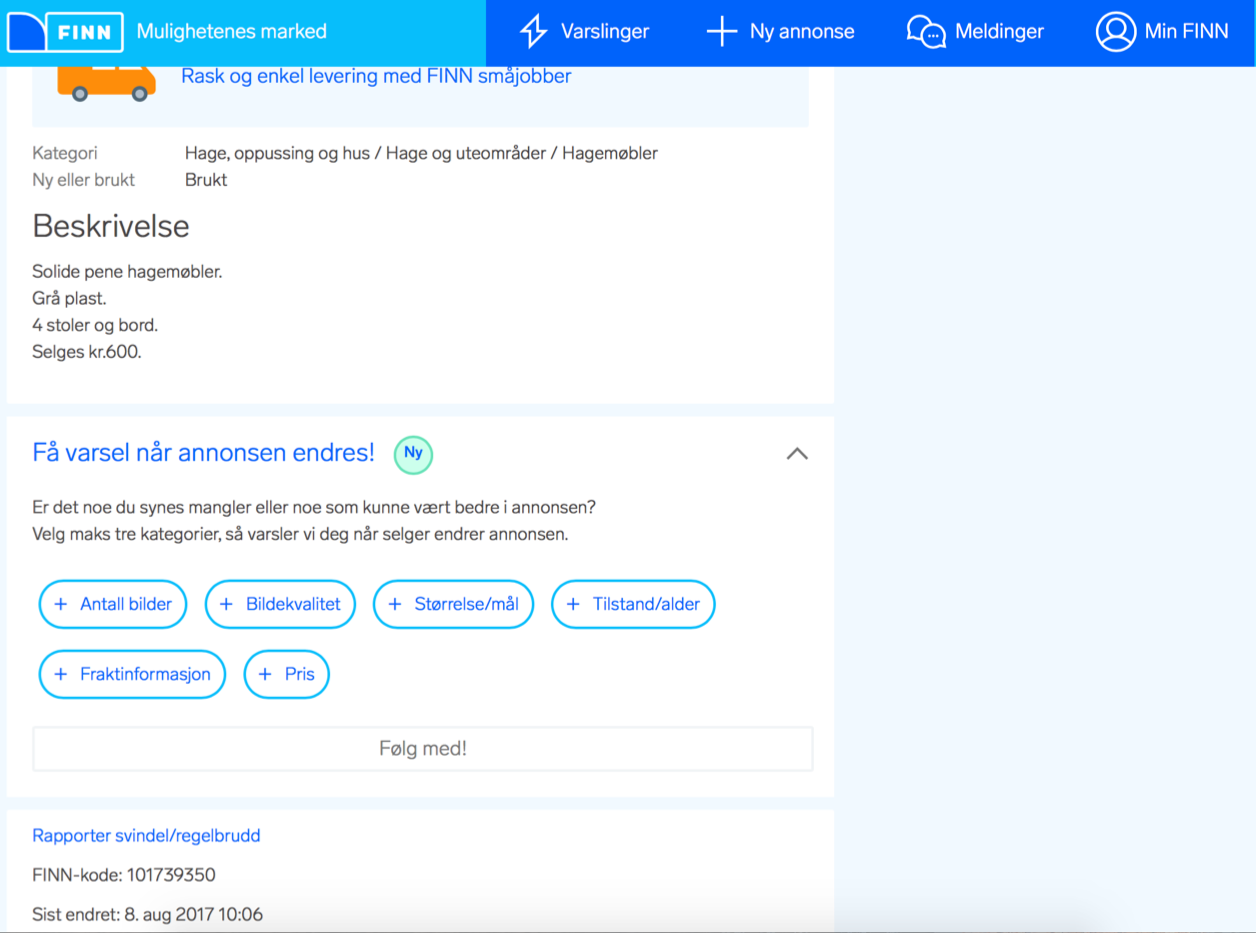 FINN Mulighetenes marked Varslinger Ny annonse Meldinger Min FINN
Rask og enkel levering med FINN småjobber
Kategori Hage, oppussing og hus / Hage og uteområder / Hagemøbler
Ny eller brukt Brukt
Beskrivelse
Solide pene hagemøbler.
Grå plast.
4 stoler og bord.
Selges kr.600.
Få varsel når annonsen endres! Ny
Er det noe du synes mangler eller noe som kunne vært bedre i annonsen?
Velg maks tre kategorier, så varsler vi deg når selger endrer annonsen.
+ Antall bilder + Bildekvalitet + Størrelse/mål + Tilstand/alder
+ Fraktinformasjon + Pris
Følg med!
Rapporter svindel/regelbrudd
FINN-kode: 101739350
Sist endret: 8. aug 2017 10:06